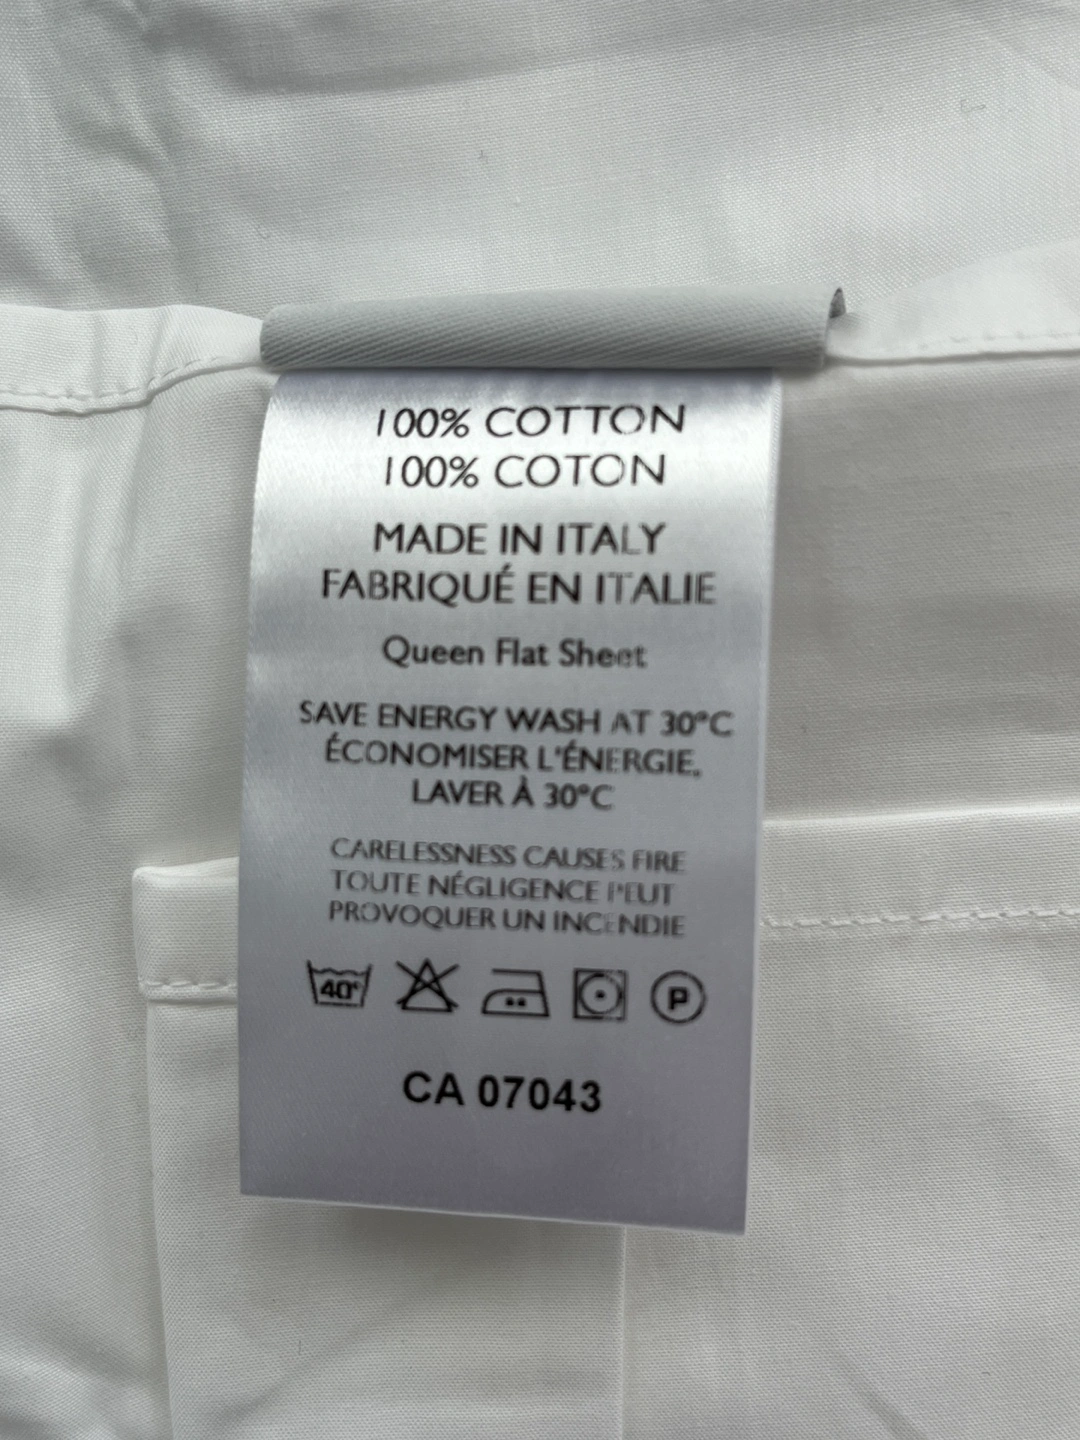 100% COTTON
100% COTON
MADE IN ITALY
FABRIQUÉ EN ITALIE
Queen Flat Sheet
SAVE ENERGY WASH AT 30°C
ÉCONOMISER L'ÉNERGIE,
LAVER À 30°C
CARELESSNESS CAUSES FIRE
TOUTE NÉGLIGENCE PEUT
PROVOQUER UN INCENDIE
40° P
CA 07043